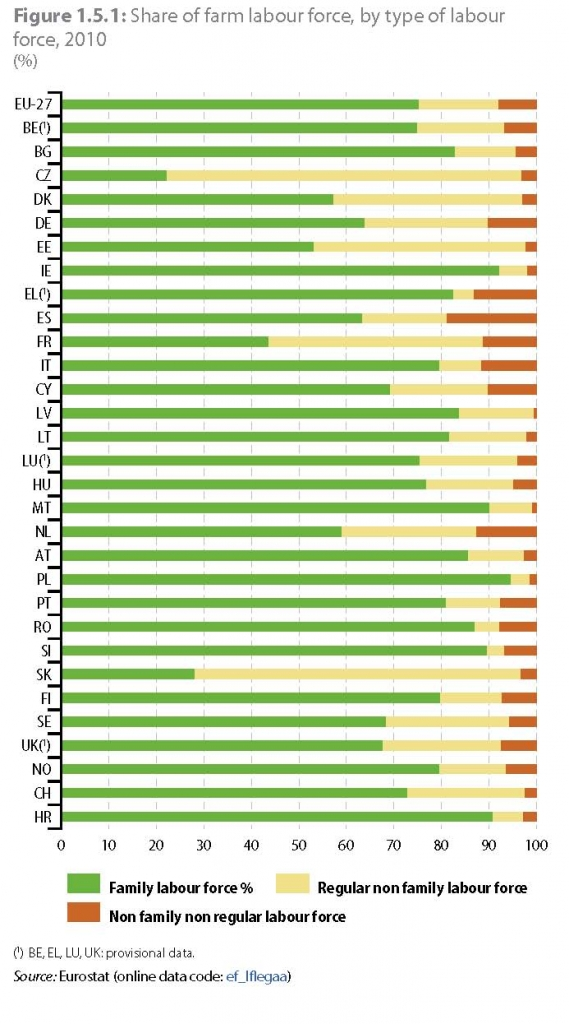 Figure 1.5.1: Share of farm labour force, by type of labour
force, 2010
(%)
EU-27
BE(¹)
BG
CZ
DK
DE
EE
IE
EL(¹)
ES
FR
IT
CY
LV
LT
LU(¹)
HU
MT
NL
AT
PL
PT
RO
SI
SK
FI
SE
UK(¹)
NO
CH
HR
0 10 20 30 40 50 60 70 80 90 100
Family labour force % Regular non family labour force
Non family non regular labour force
(¹) BE, EL, LU, UK: provisional data.
Source: Eurostat (online data code: ef_lflegaa)